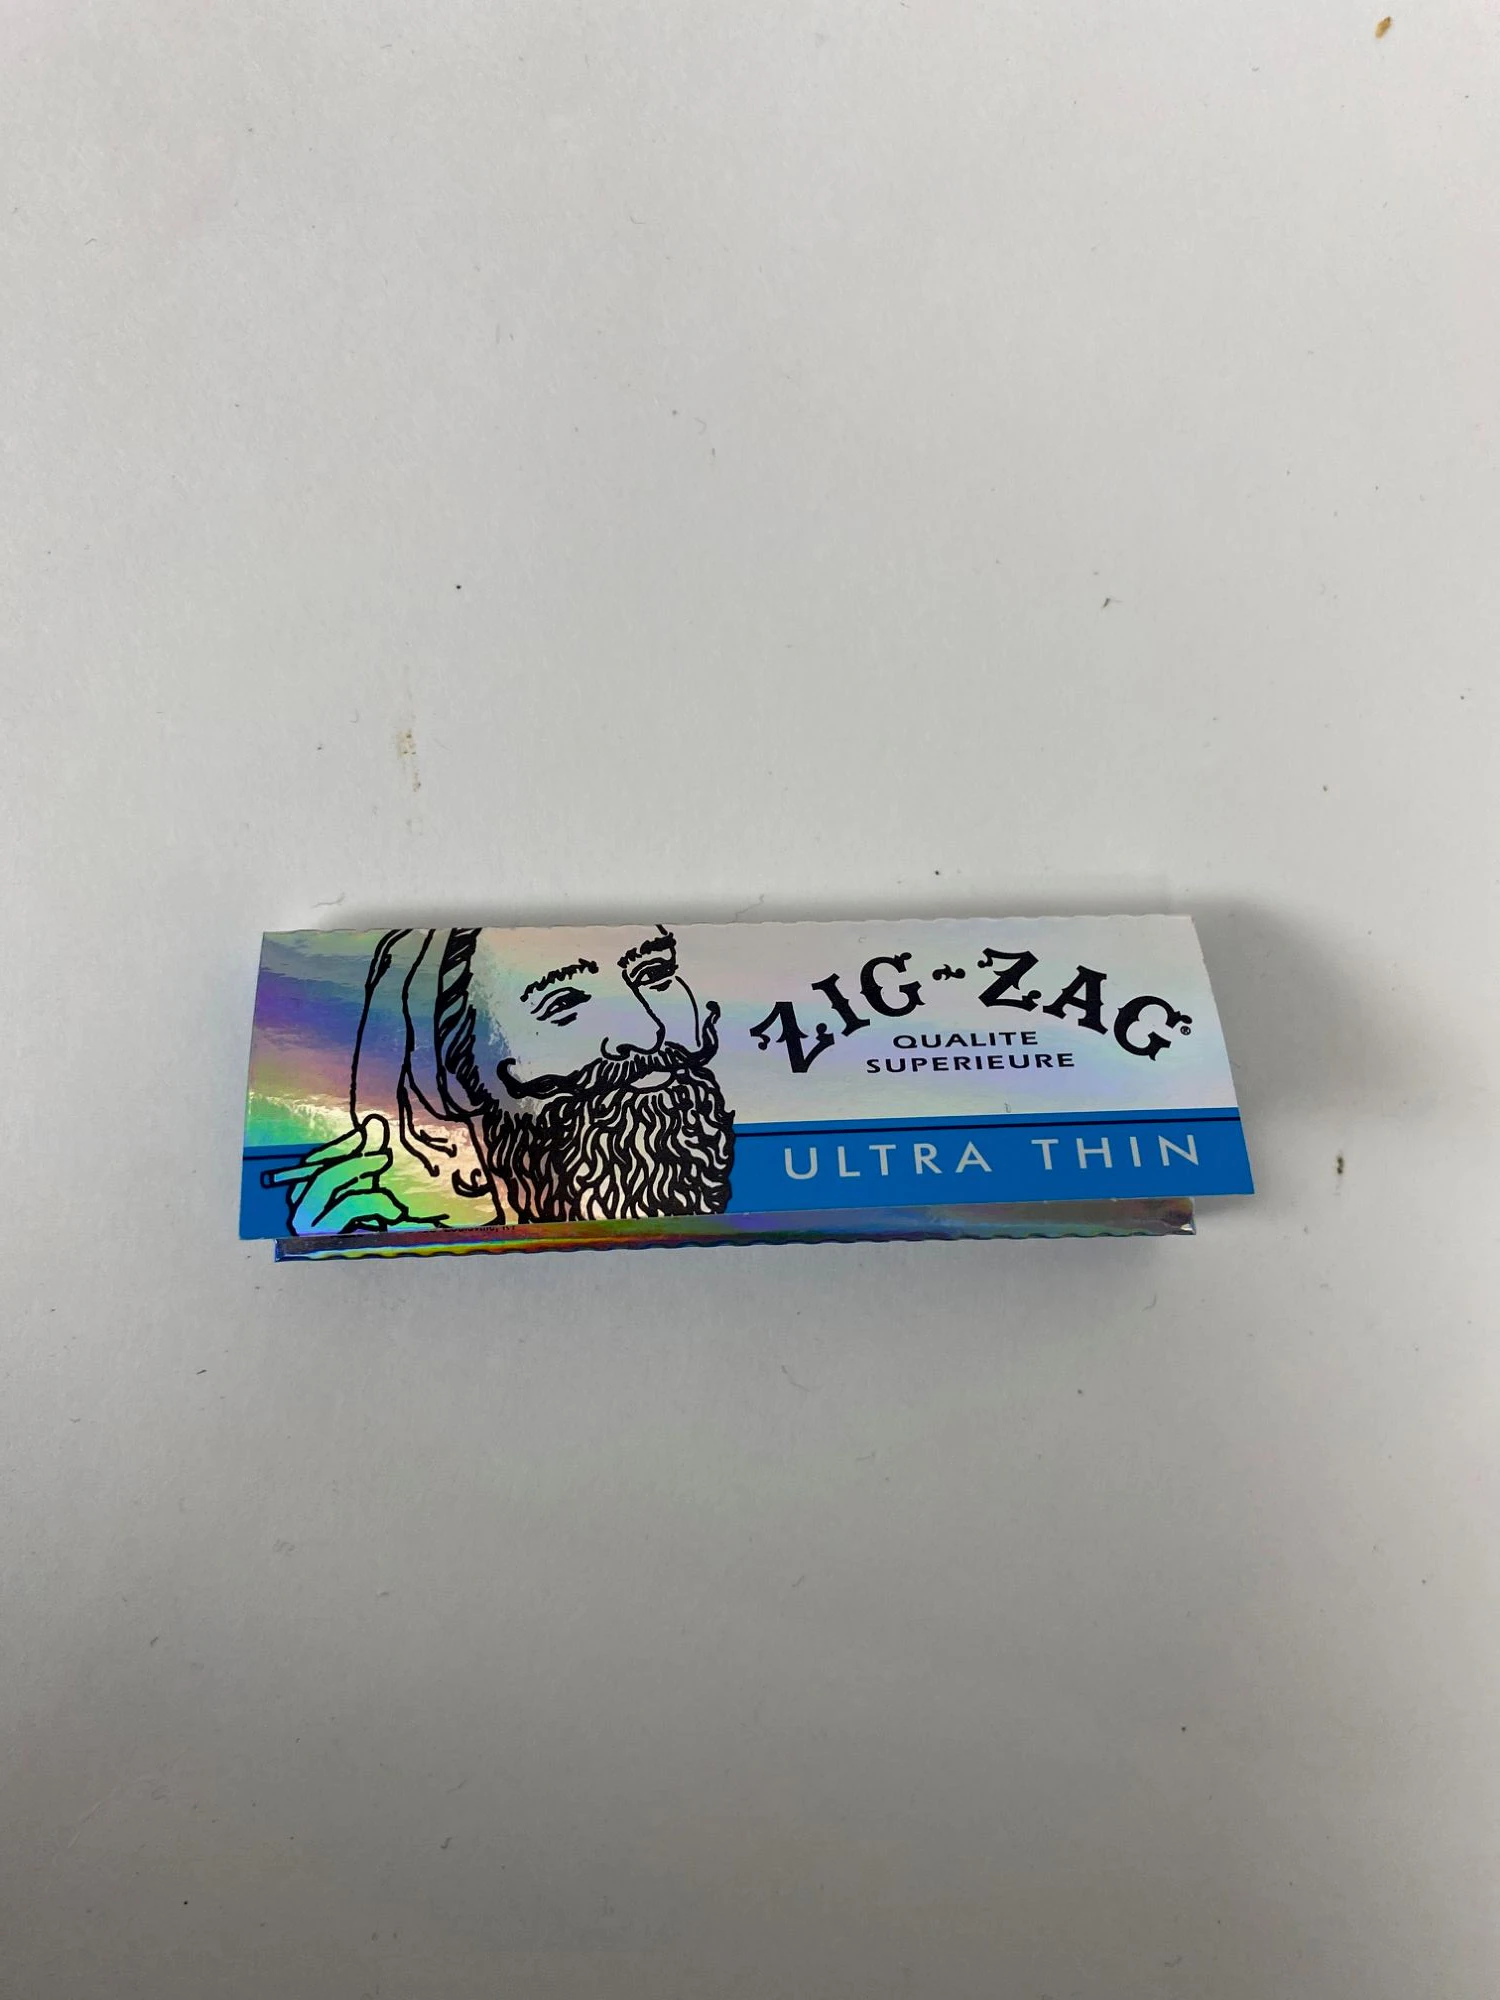 ZIG-ZAG®
QUALITE
SUPERIEURE
ULTRA THIN